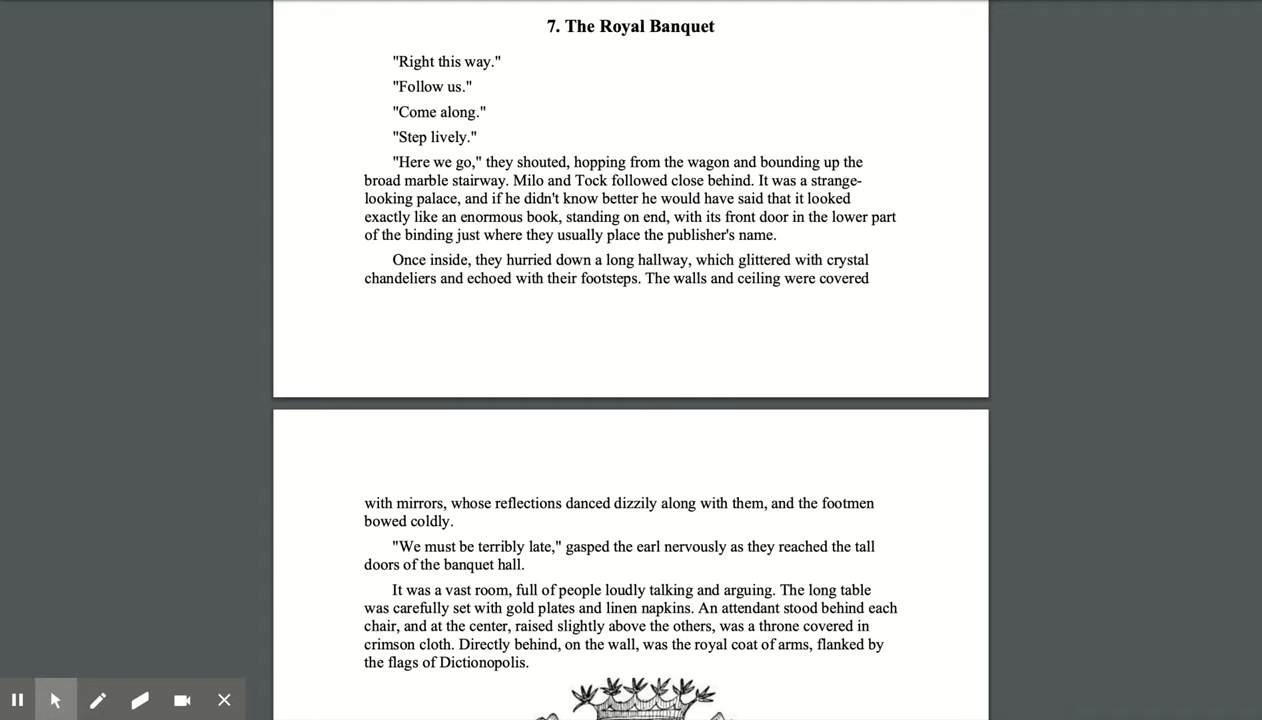 7. The Royal Banquet
"Right this way."
"Follow us."
"Come along."
"Step lively."
"Here we go," they shouted, hopping from the wagon and bounding up the
broad marble stairway. Milo and Tock followed close behind. It was a strange-
looking palace, and if he didn't know better he would have said that it looked
exactly like an enormous book, standing on end, with its front door in the lower part
of the binding just where they usually place the publisher's name.
Once inside, they hurried down a long hallway, which glittered with crystal
chandeliers and echoed with their footsteps. The walls and ceiling were covered
with mirrors, whose reflections danced dizzily along with them, and the footmen
bowed coldly.
"We must be terribly late," gasped the earl nervously as they reached the tall
doors of the banquet hall.
It was a vast room, full of people loudly talking and arguing. The long table
was carefully set with gold plates and linen napkins. An attendant stood behind each
chair, and at the center, raised slightly above the others, was a throne covered in
crimson cloth. Directly behind, on the wall, was the royal coat of arms, flanked by
the flags of Dictionopolis.